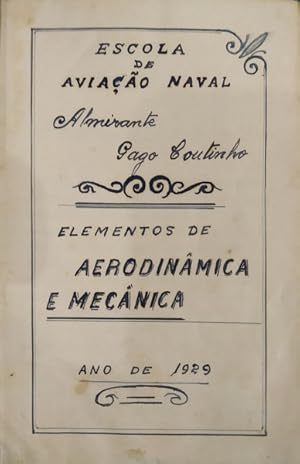 ESCOLA
DE
AVIAÇÃO NAVAL
Almirante
Gago Coutinho
ELEMENTOS DE
AERODINÂMICA
E MECÂNICA
ANO DE 1929